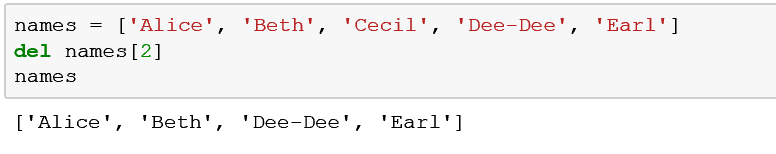 names = ['Alice', 'Beth', 'Cecil', 'Dee-Dee', 'Earl']
del names[2]
names
['Alice', 'Beth', 'Dee-Dee', 'Earl']